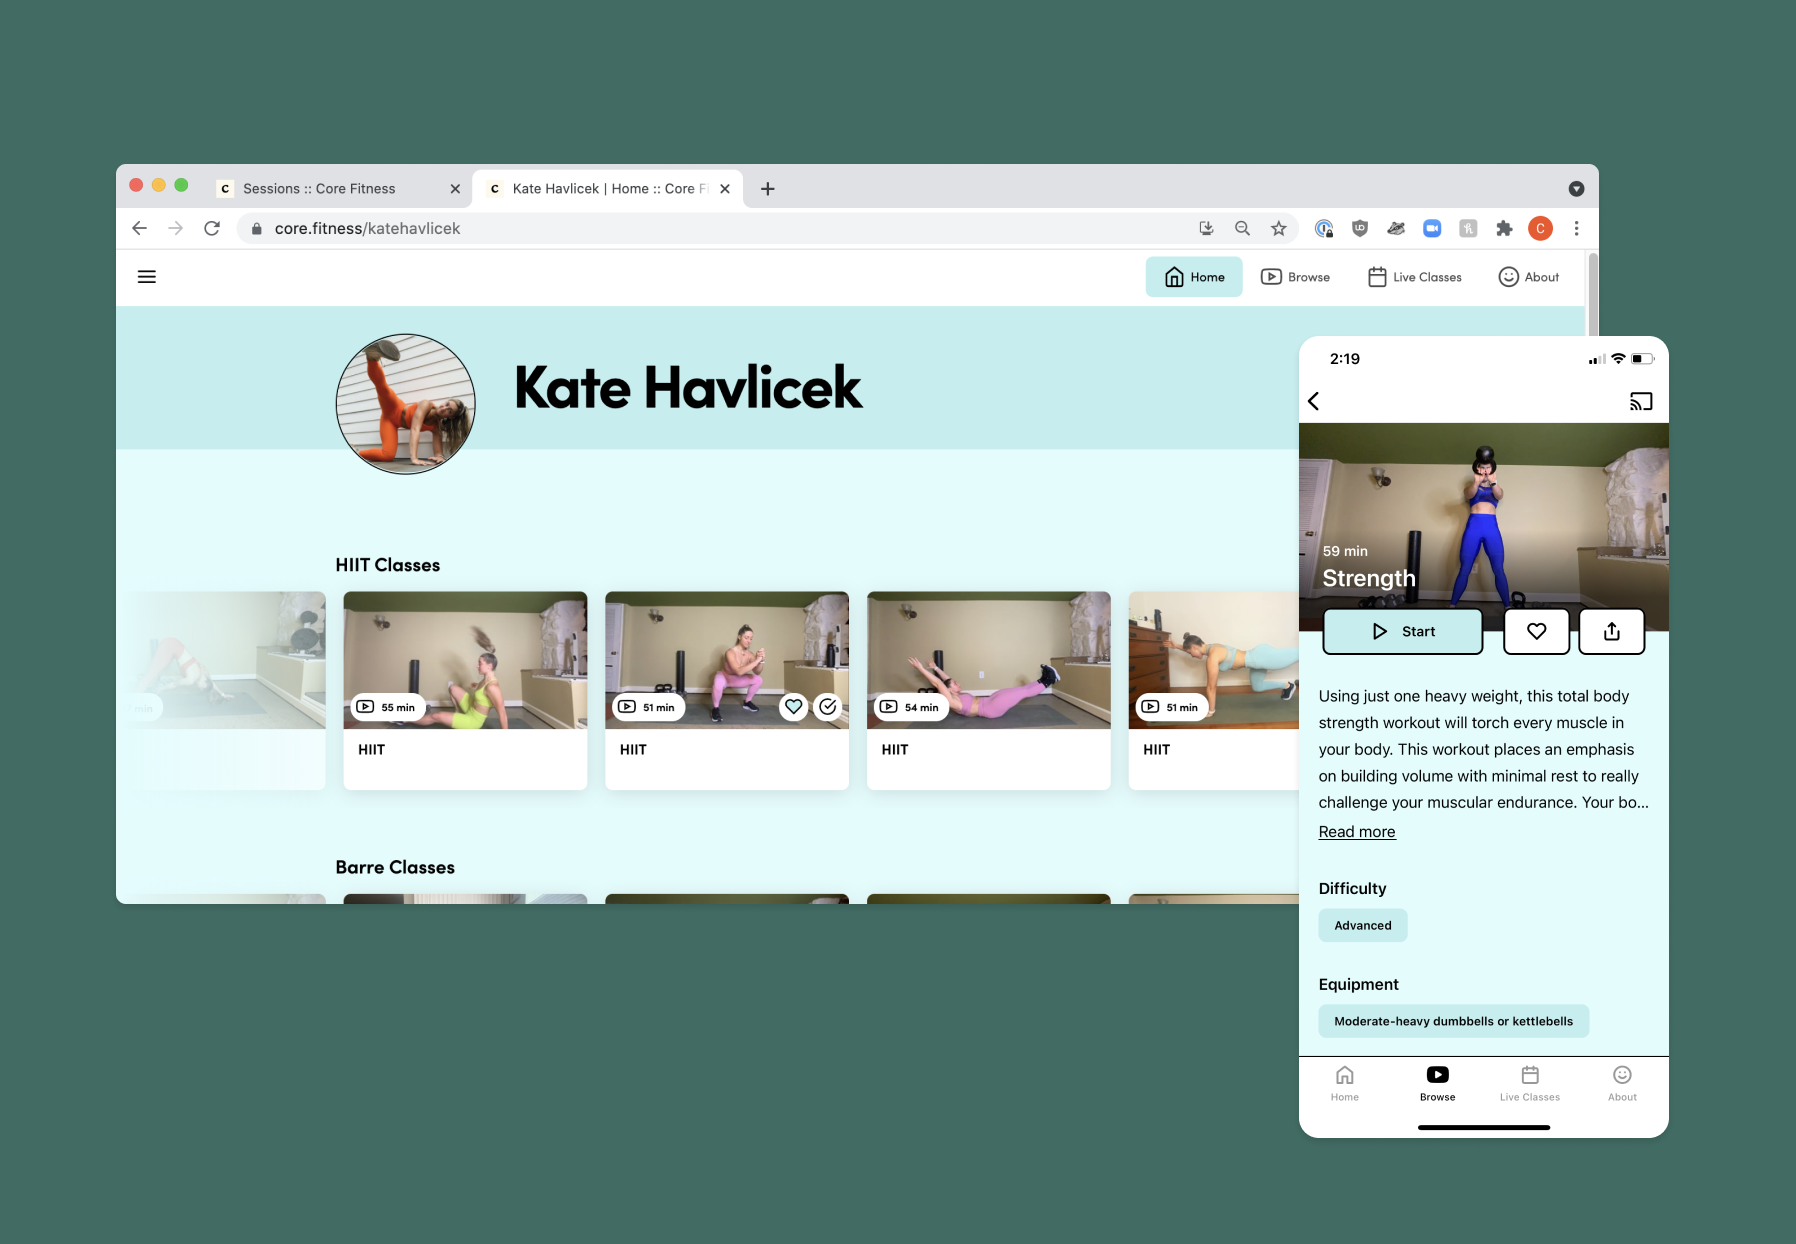 C Sessions :: Core Fitness
C Kate Havlicek | Home :: Core F
core.fitness/katehavlicek
C
Home
Browse
Live Classes
About
Kate Havlicek
HIIT Classes
min
55 min
51 min
54 min
51 min
HIIT
HIIT
HIIT
HIIT
Barre Classes
2:19
59 min
Strength
Start
Using just one heavy weight, this total body
strength workout will torch every muscle in
your body. This workout places an emphasis
on building volume with minimal rest to really
challenge your muscular endurance. Your bo...
Read more
Difficulty
Advanced
Equipment
Moderate-heavy dumbbells or kettlebells
Home
Browse
Live Classes
About